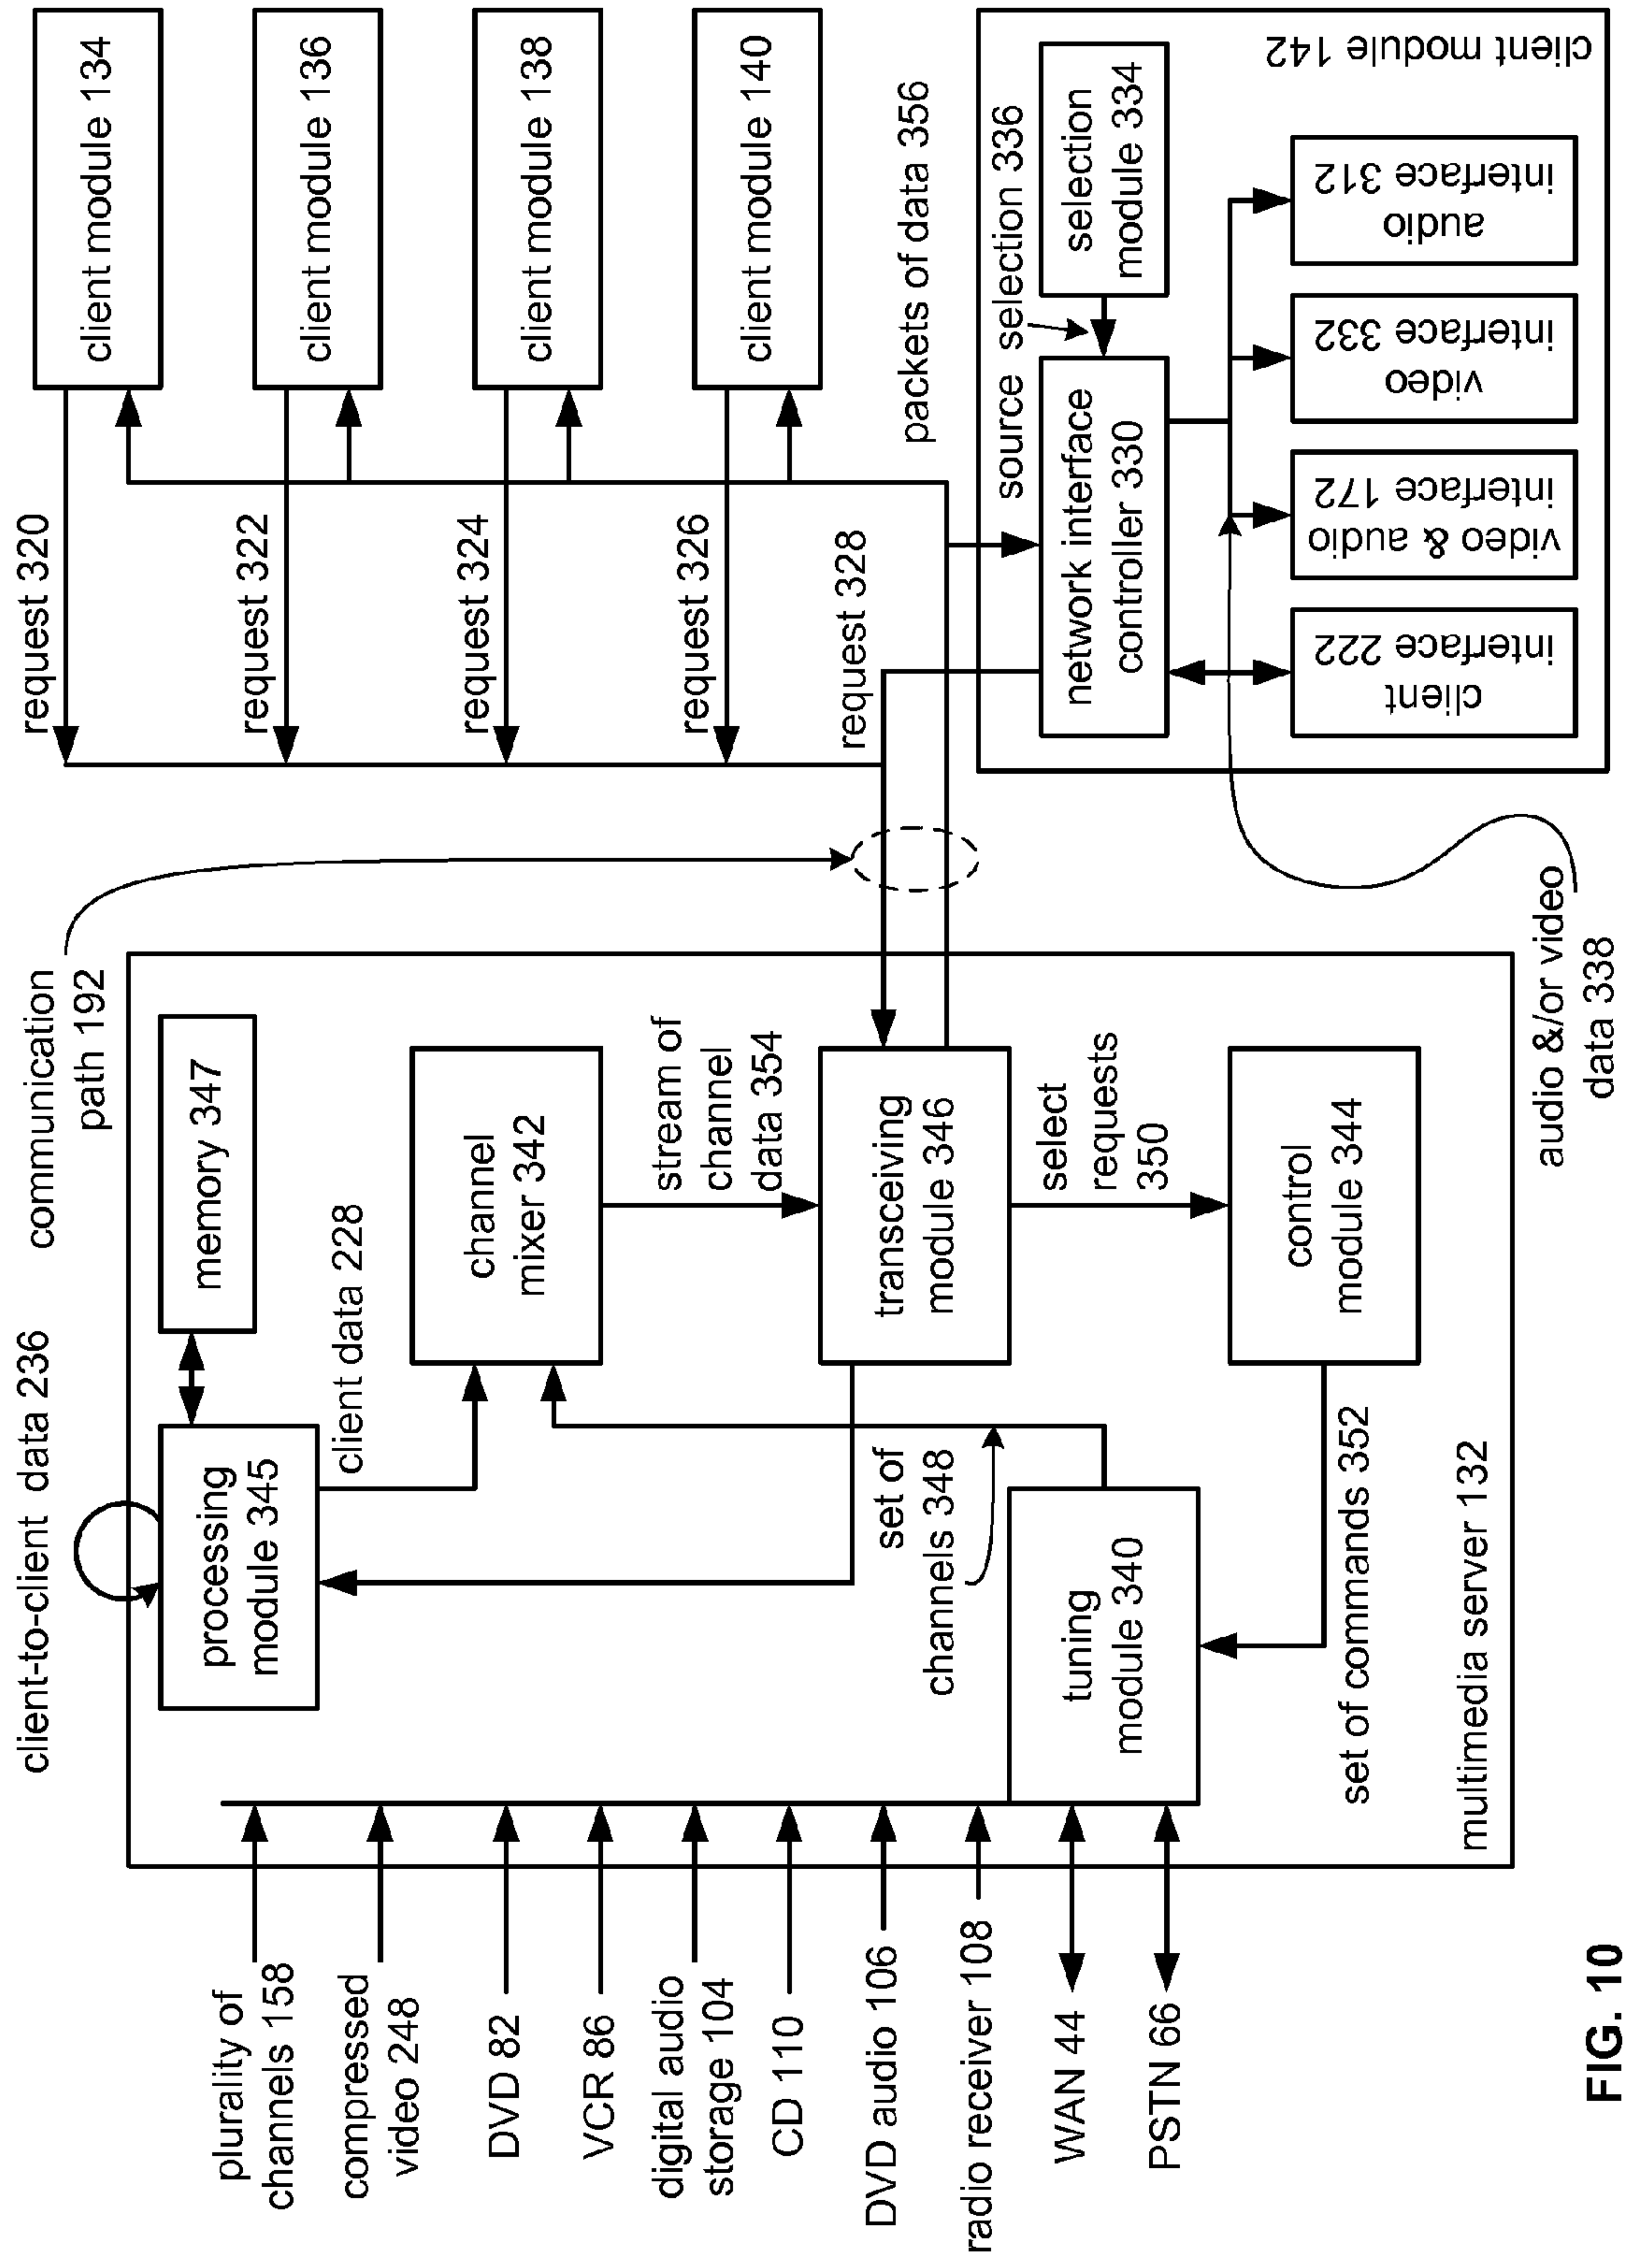 client-to-client data 236
communication
path 192
request 320
client module 134
processing
module 345
memory 347
client data 228
request 322
client module 136
plurality of
channels 158
compressed
video 248
channel
mixer 342
request 324
client module 138
DVD 82
VCR 86
stream of
channel
data 354
request 326
client module 140
digital audio
storage 104
CD 110
DVD audio 106
radio receiver 108
set of
channels 348
transceiving
module 346
request 328
packets of data 356
select
requests
350
source selection 336
WAN 44
PSTN 66
tuning
module 340
network interface
controller 330
selection
module 334
control
module 344
set of commands 352
multimedia server 132
client
interface 222
video & audio
interface 172
video
interface 332
audio
interface 312
client module 142
audio &/or video
data 338
FIG. 10